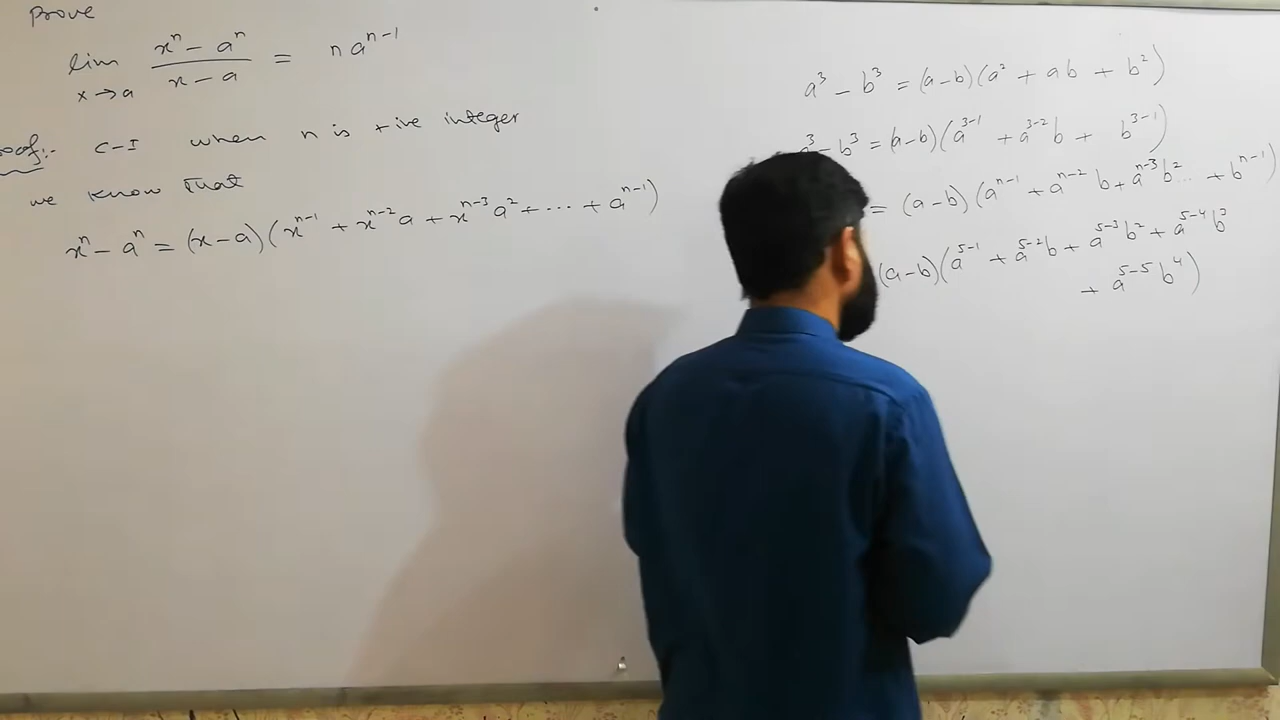 Prove
lim x→a (xⁿ − aⁿ)/(x − a) = n aⁿ⁻¹
C-I when n is +ive integer
we know That
xⁿ − aⁿ = (x−a)(xⁿ⁻¹ + xⁿ⁻²a + xⁿ⁻³a² + ⋯ + aⁿ⁻¹)
a³ − b³ = (a−b)(a² + ab + b²)
³ − b³ = (a−b)(a³⁻¹ + a³⁻²b + b³⁻¹)
= (a−b)(aⁿ⁻¹ + aⁿ⁻²b + aⁿ⁻³b² ... + bⁿ⁻¹)
(a−b)(a⁵⁻¹ + a⁵⁻²b + a⁵⁻³b² + a⁵⁻⁴b³
+ a⁵⁻⁵b⁴)